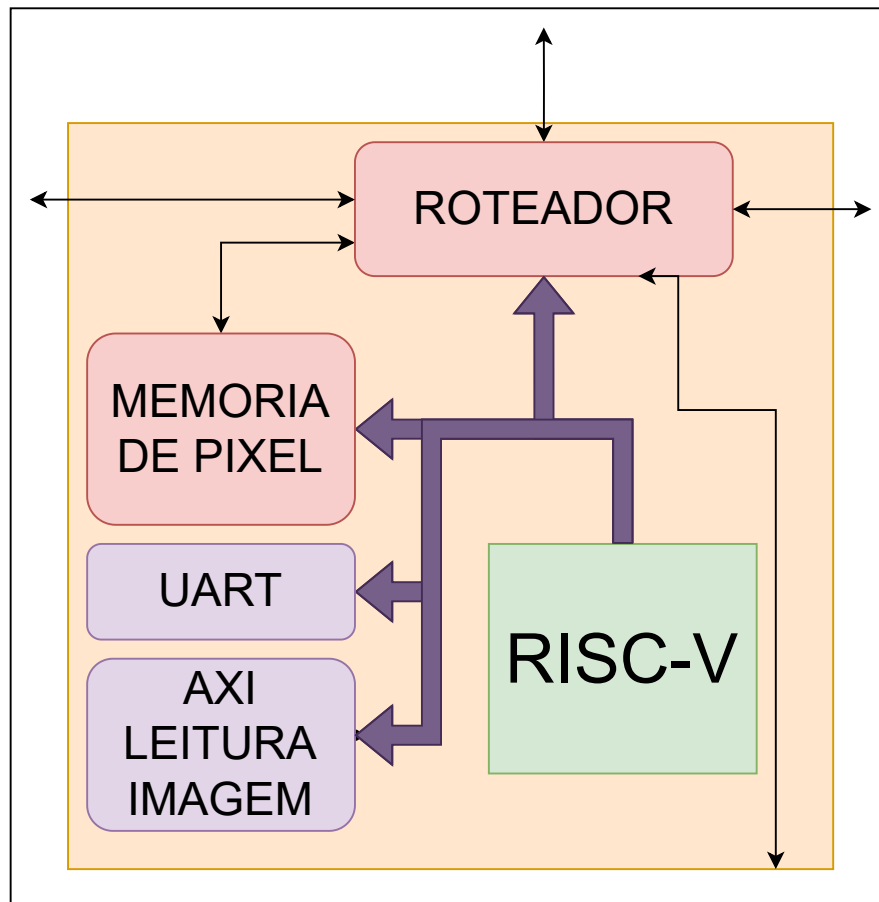 ROTEADOR
MEMORIA
DE PIXEL
UART
RISC-V
AXI
LEITURA
IMAGEM